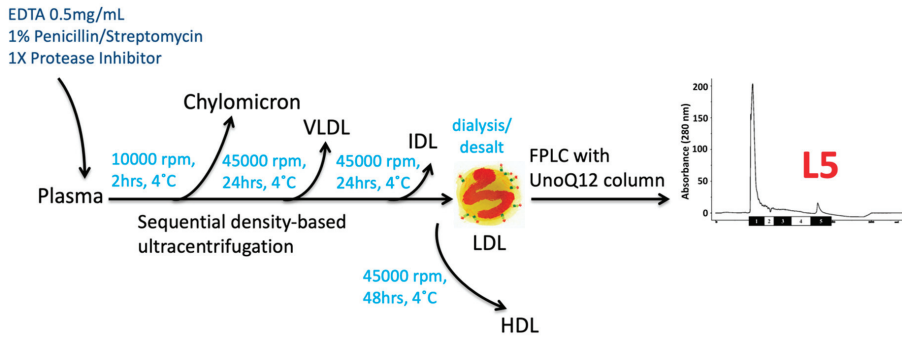 EDTA 0.5mg/mL
1% Penicillin/Streptomycin
1X Protease Inhibitor
Plasma
10000 rpm,
2hrs, 4˚C
Chylomicron
45000 rpm,
24hrs, 4˚C
VLDL
45000 rpm,
24hrs, 4˚C
IDL
Sequential density-based
ultracentrifugation
dialysis/
desalt
LDL
45000 rpm,
48hrs, 4˚C
HDL
FPLC with
UnoQ12 column
Absorbance (280 nm)
200
150
100
50
0
L5
1 2 3 4 5